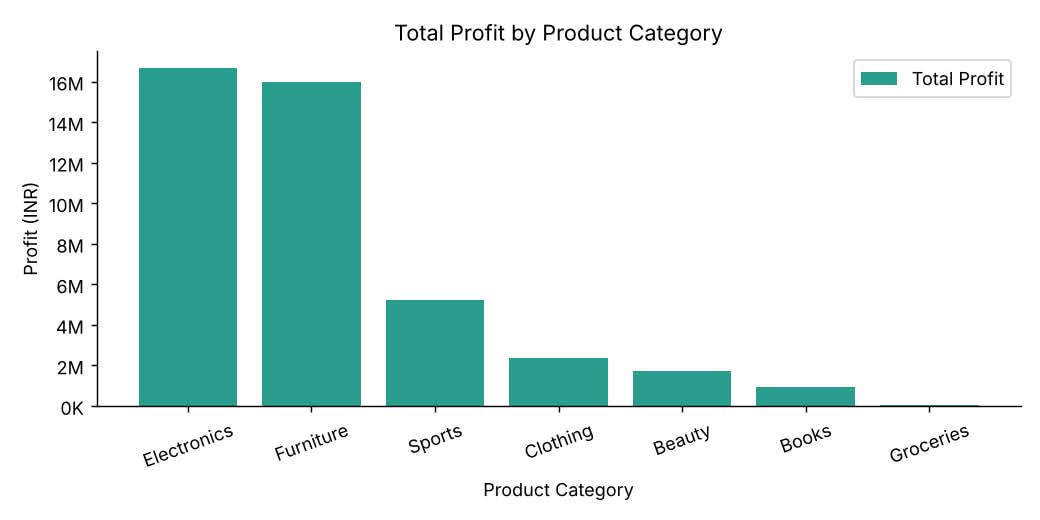 Total Profit by Product Category
Total Profit
Profit (INR)
16M
14M
12M
10M
8M
6M
4M
2M
0K
Electronics
Furniture
Sports
Clothing
Beauty
Books
Groceries
Product Category